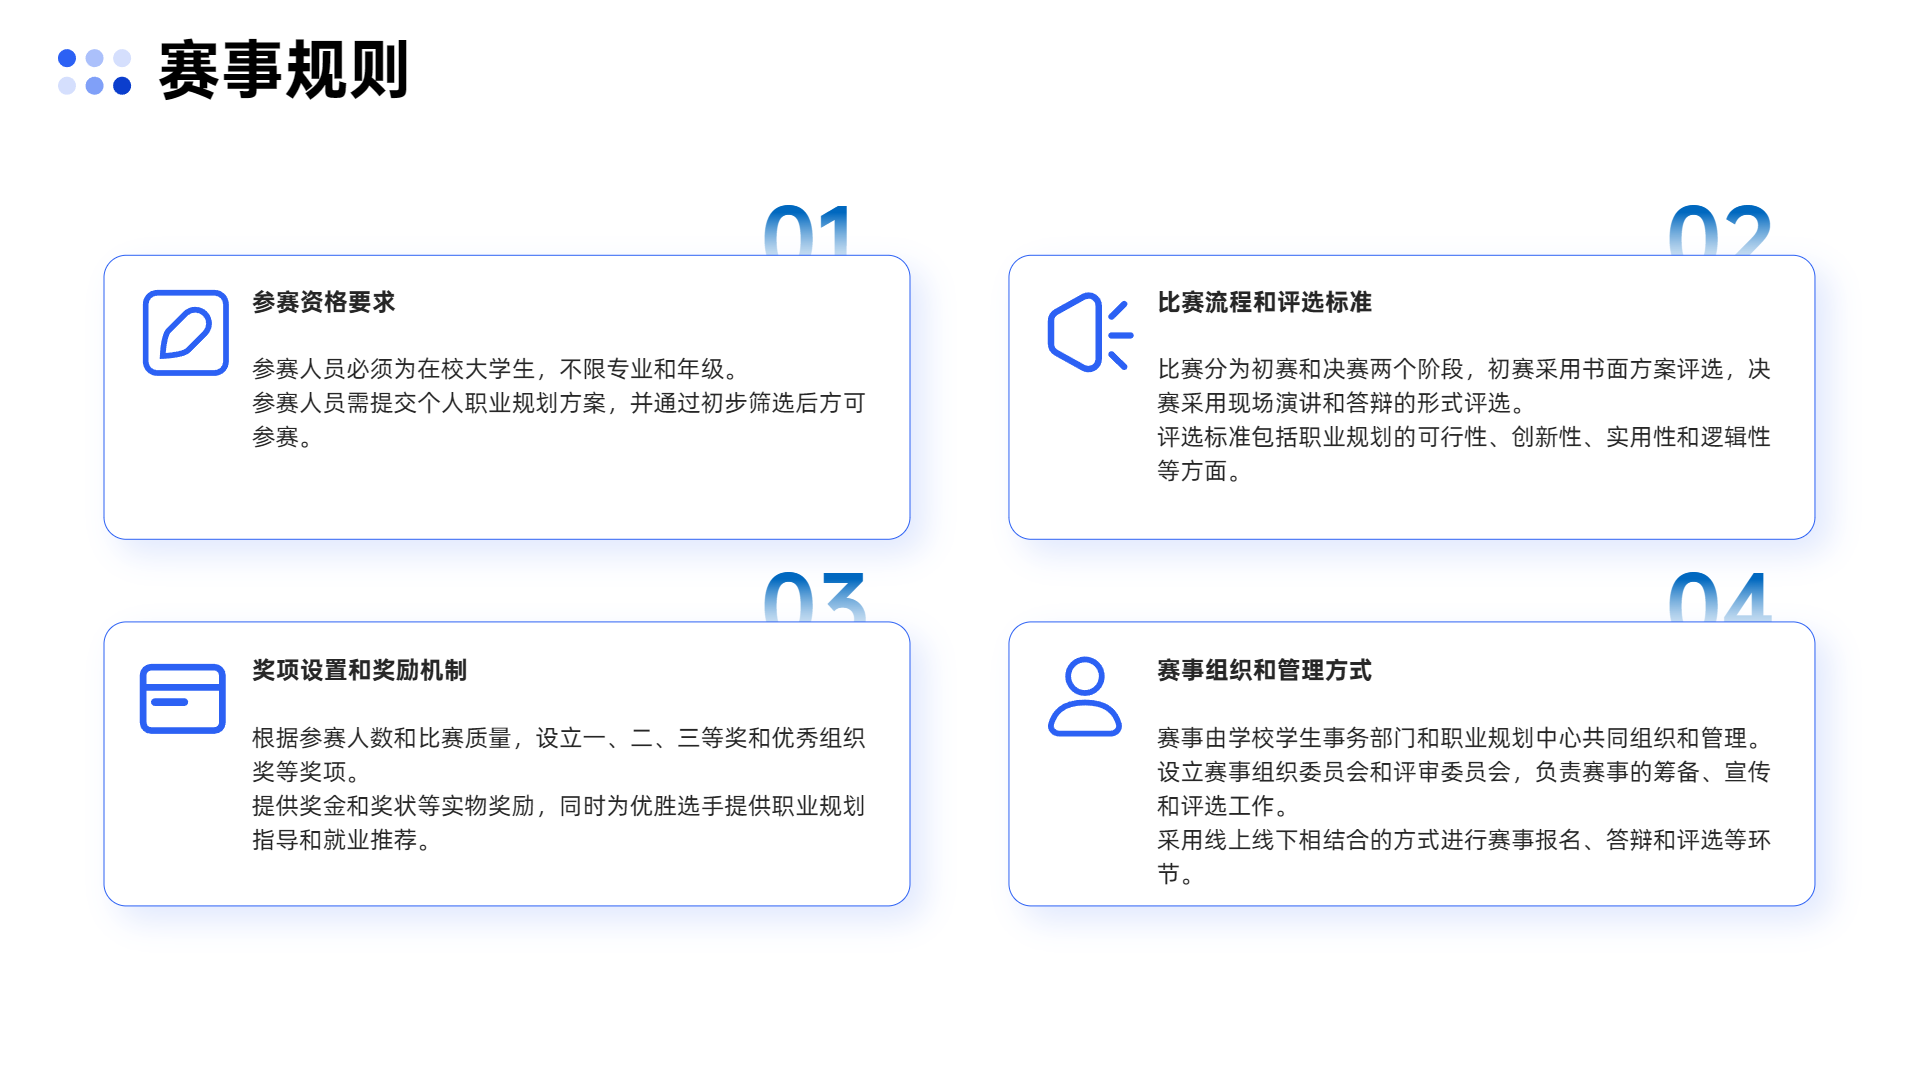 赛事规则
01
参赛资格要求
参赛人员必须为在校大学生，不限专业和年级。
参赛人员需提交个人职业规划方案，并通过初步筛选后方可
参赛。
02
比赛流程和评选标准
比赛分为初赛和决赛两个阶段，初赛采用书面方案评选，决
赛采用现场演讲和答辩的形式评选。
评选标准包括职业规划的可行性、创新性、实用性和逻辑性
等方面。
03
奖项设置和奖励机制
根据参赛人数和比赛质量，设立一、二、三等奖和优秀组织
奖等奖项。
提供奖金和奖状等实物奖励，同时为优胜选手提供职业规划
指导和就业推荐。
04
赛事组织和管理方式
赛事由学校学生事务部门和职业规划中心共同组织和管理。
设立赛事组织委员会和评审委员会，负责赛事的筹备、宣传
和评选工作。
采用线上线下相结合的方式进行赛事报名、答辩和评选等环
节。